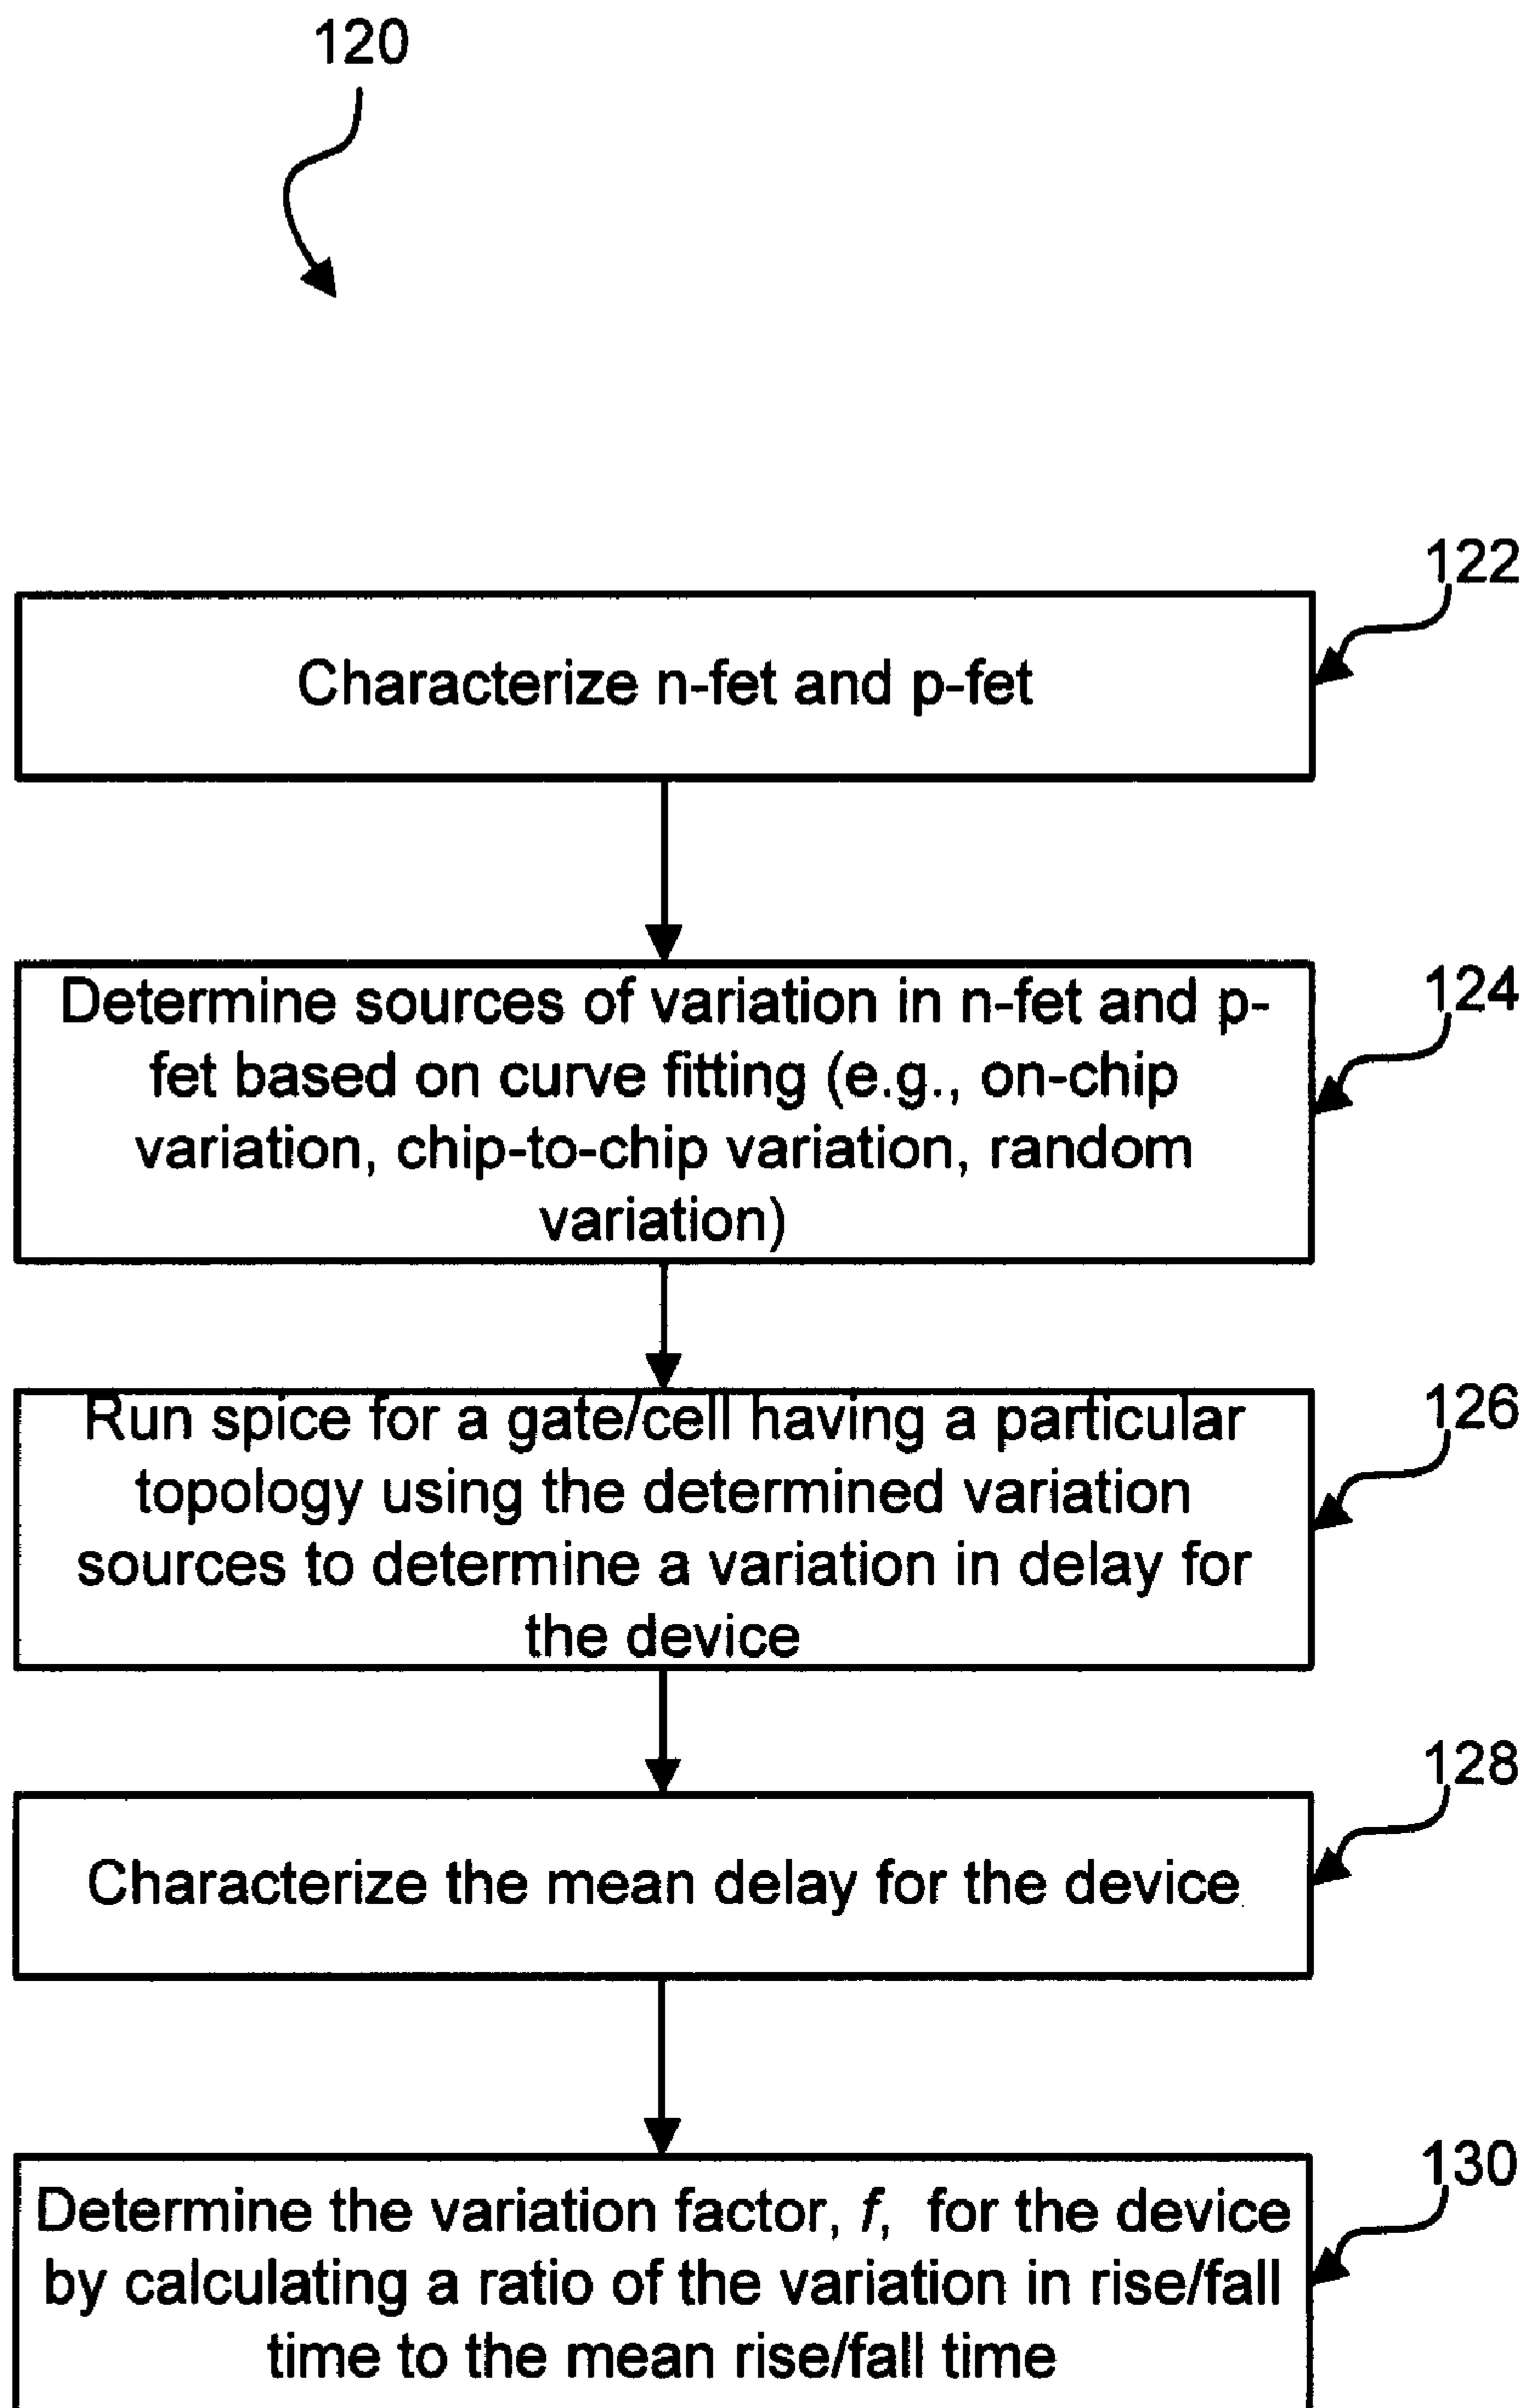 120
122
Characterize n-fet and p-fet
124
Determine sources of variation in n-fet and p-
fet based on curve fitting (e.g., on-chip
variation, chip-to-chip variation, random
variation)
126
Run spice for a gate/cell having a particular
topology using the determined variation
sources to determine a variation in delay for
the device
128
Characterize the mean delay for the device
130
Determine the variation factor, f, for the device
by calculating a ratio of the variation in rise/fall
time to the mean rise/fall time